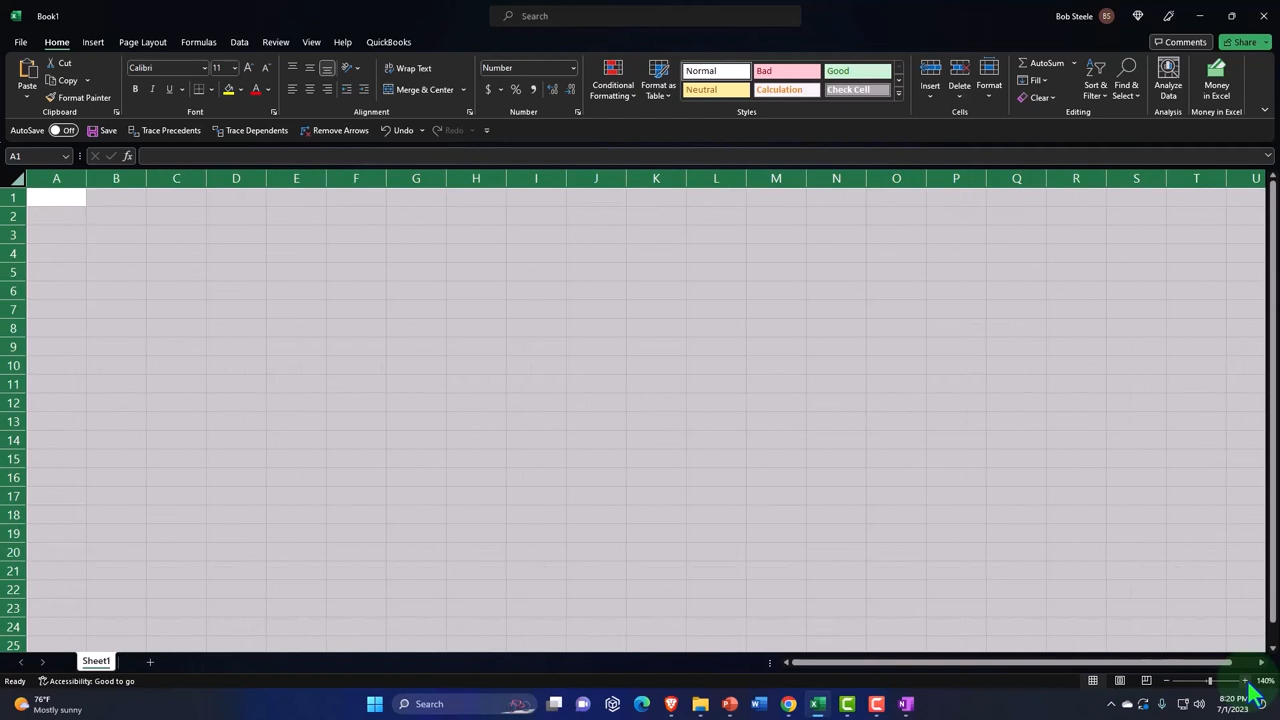 Book1
Search
Bob Steele BS
File Home Insert Page Layout Formulas Data Review View Help QuickBooks
Comments Share
Paste
Cut
Copy
Format Painter
Clipboard
Calibri 11
B I U
Font
Wrap Text
Merge & Center
Alignment
Number
$ % 9
Number
Conditional Formatting
Format as Table
Normal Bad Good
Neutral Calculation Check Cell
Styles
Insert Delete Format
Cells
AutoSum
Fill
Clear
Sort & Filter
Find & Select
Editing
Analyze Data
Analysis
Money in Excel
Money in Excel
AutoSave Off Save Trace Precedents Trace Dependents Remove Arrows Undo Redo
A1 fx
A B C D E F G H I J K L M N O P Q R S T U
1
2
3
4
5
6
7
8
9
10
11
12
13
14
15
16
17
18
19
20
21
22
23
24
25
Sheet1
Ready Accessibility: Good to go 140%
76°F
Mostly sunny
Search
8:20 PM
7/1/2023